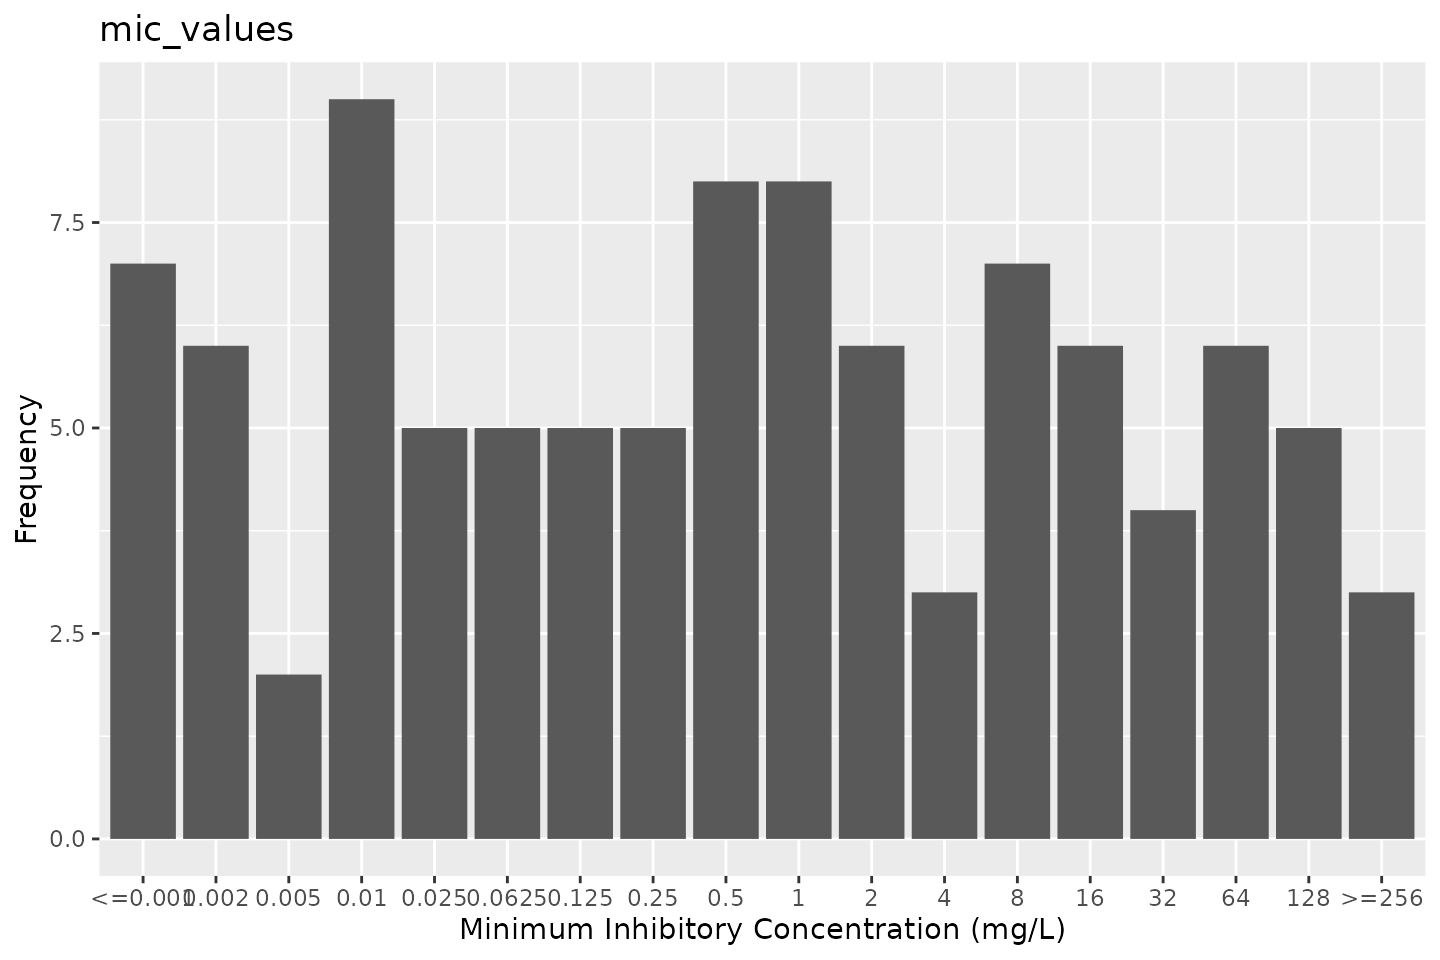 mic_values
Frequency
7.5
5.0
2.5
0.0
<=0.001 0.002 0.005 0.01 0.025 0.0625 0.125 0.25 0.5 1 2 4 8 16 32 64 128 >=256
Minimum Inhibitory Concentration (mg/L)